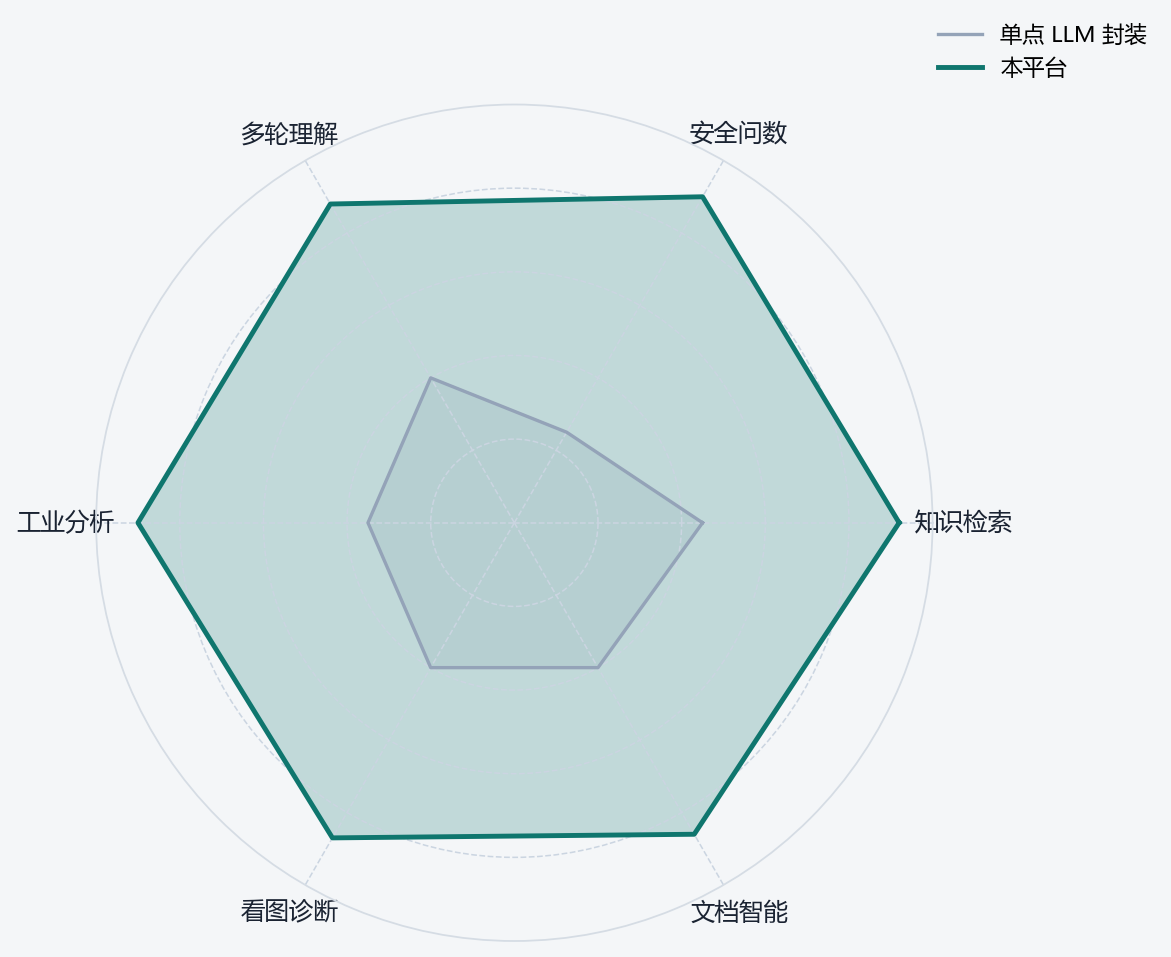 单点 LLM 封装
本平台
多轮理解
安全问数
工业分析
知识检索
看图诊断
文档智能